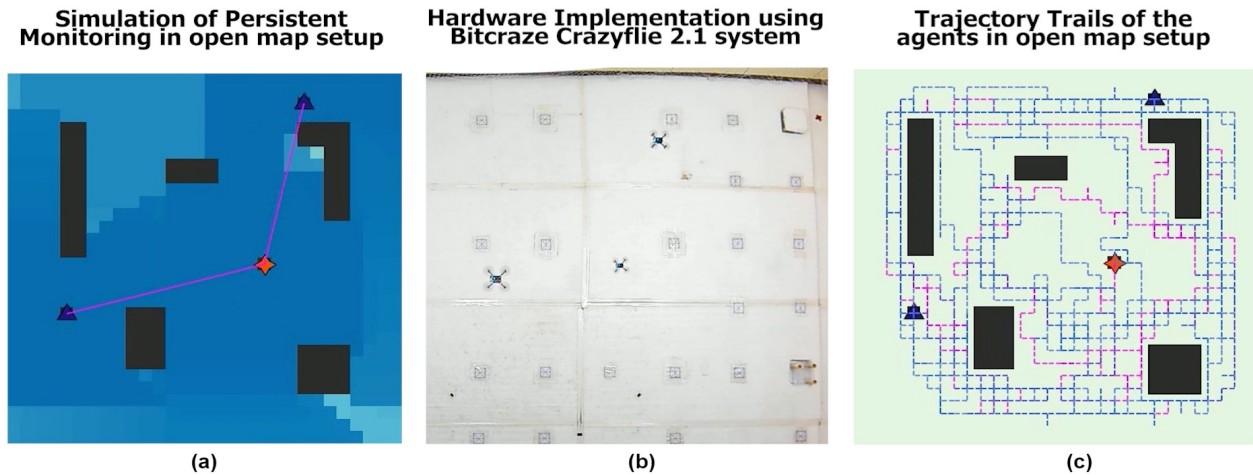 Simulation of Persistent
Monitoring in open map setup
Hardware Implementation using
Bitcraze Crazyflie 2.1 system
Trajectory Trails of the
agents in open map setup
(a)
(b)
(c)